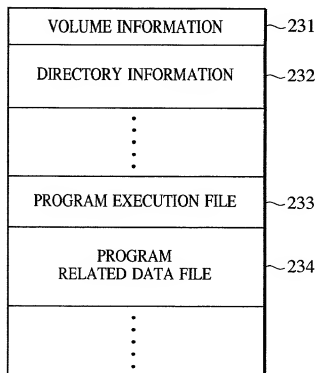 VOLUME INFORMATION 231
DIRECTORY INFORMATION 232
PROGRAM EXECUTION FILE 233
PROGRAM
RELATED DATA FILE 234